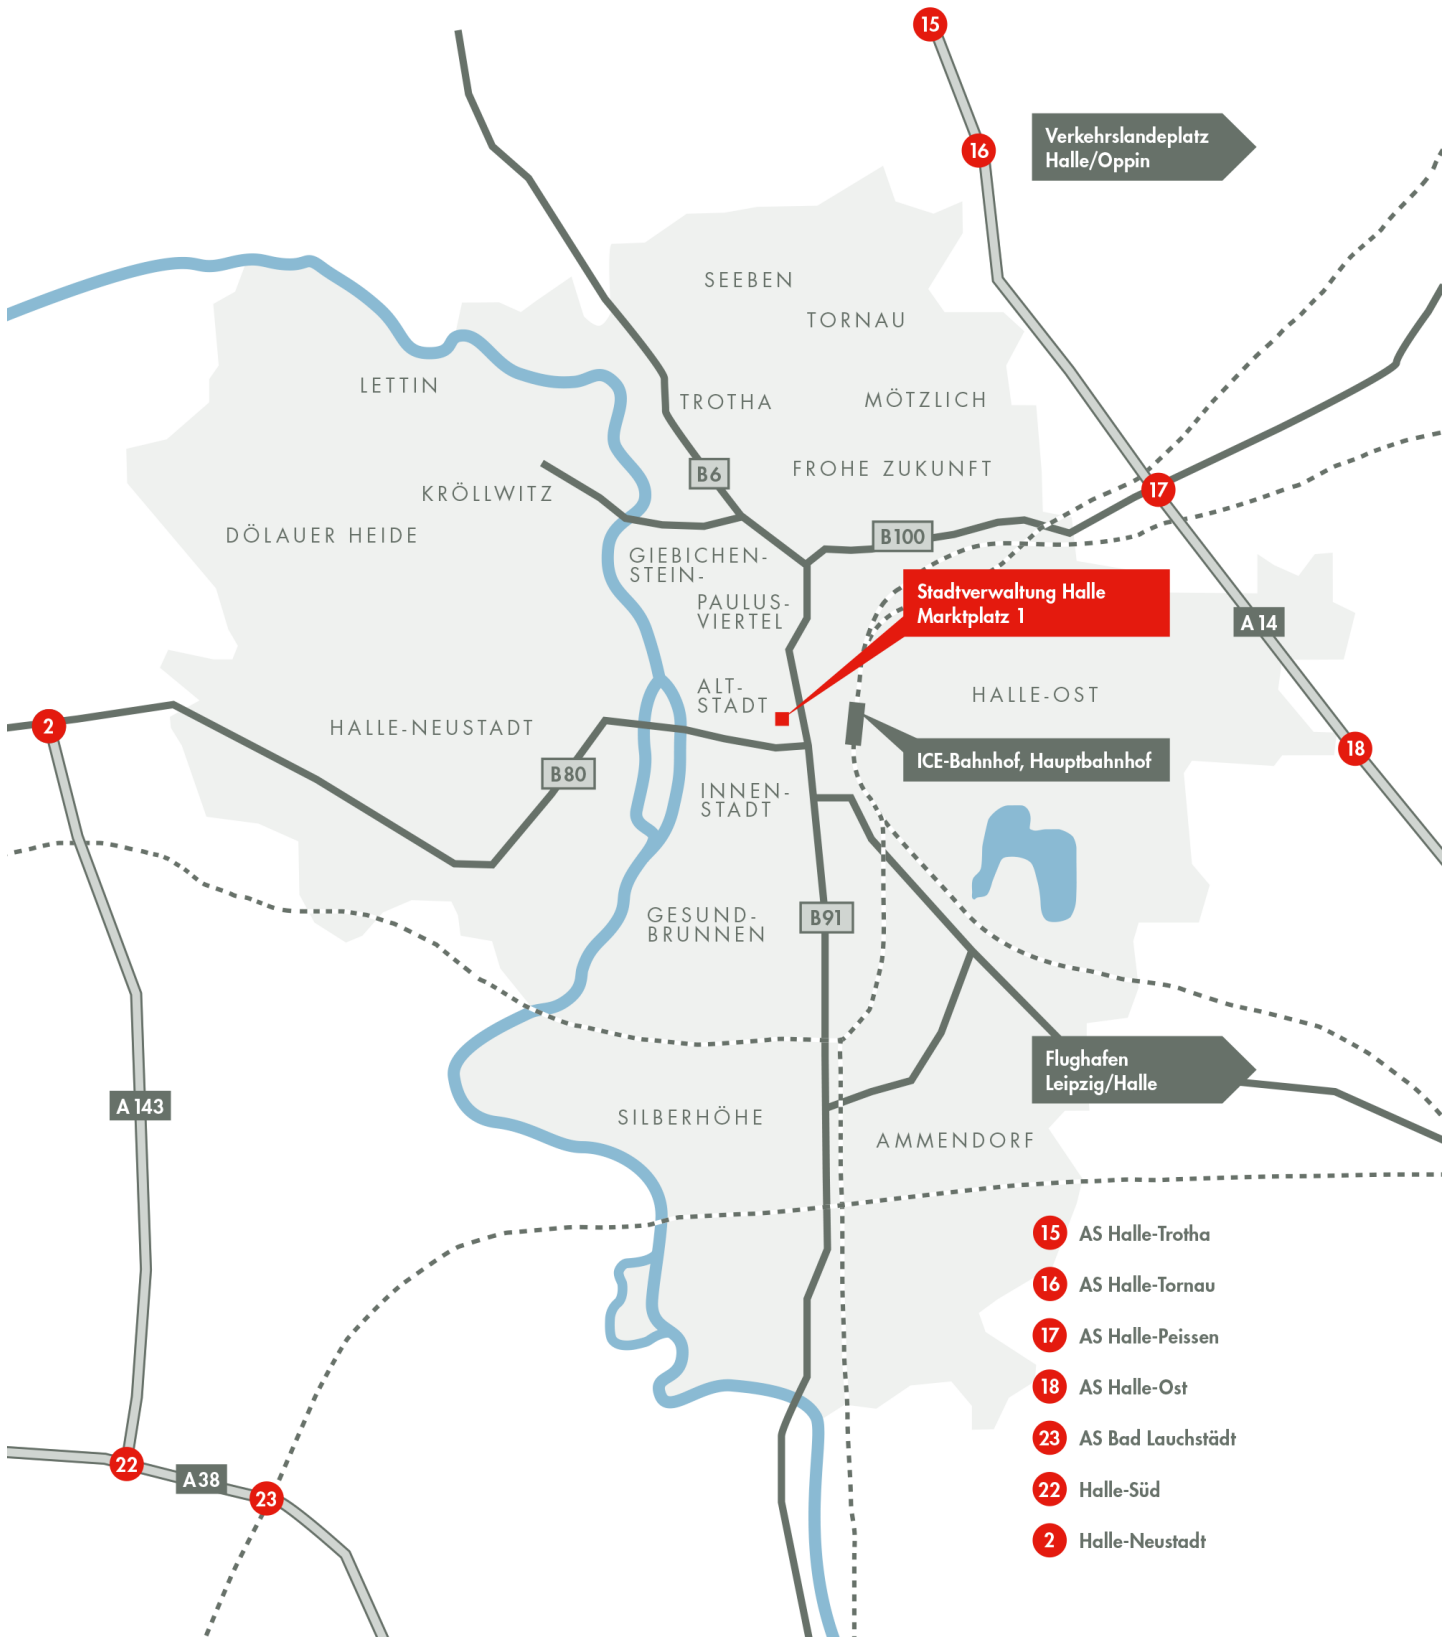 15
16
Verkehrslandeplatz
Halle/Oppin
SEEBEN
TORNAU
LETTIN
TROTHA
MÖTZLICH
B6
FROHE ZUKUNFT
KRÖLLWITZ
17
DÖLAUER HEIDE
B100
GIEBICHEN-
STEIN-
Stadtverwaltung Halle
Marktplatz 1
PAULUS-
VIERTEL
A 14
ALT-
STADT
HALLE-OST
2
HALLE-NEUSTADT
18
ICE-Bahnhof, Hauptbahnhof
B80
INNEN-
STADT
GESUND-
BRUNNEN
B91
Flughafen
Leipzig/Halle
A 143
SILBERHÖHE
AMMENDORF
15 AS Halle-Trotha
16 AS Halle-Tornau
17 AS Halle-Peissen
18 AS Halle-Ost
23 AS Bad Lauchstädt
22 Halle-Süd
2 Halle-Neustadt
22
A38
23